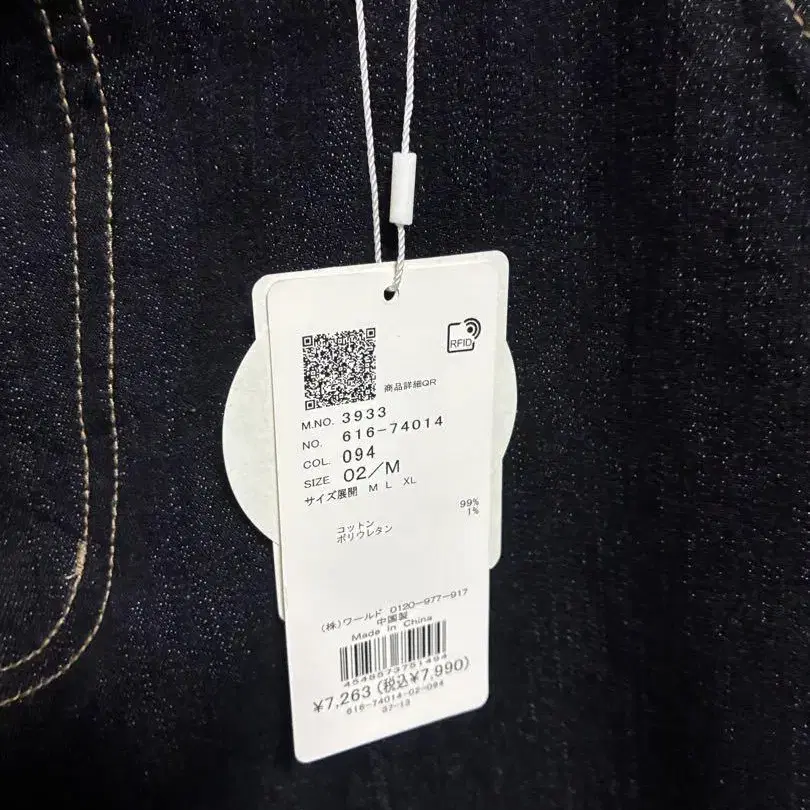 RFID
商品詳細QR
M.NO. 3933
NO. 616-74014
COL. 094
SIZE 02/M
サイズ展開 M L XL
コットン 99%
ポリウレタン 1%
(株)ワールド 0120-977-917
中国製
Made In China
4548573751494
¥7,263(税込¥7,990)
616-74014-02-094
37-13